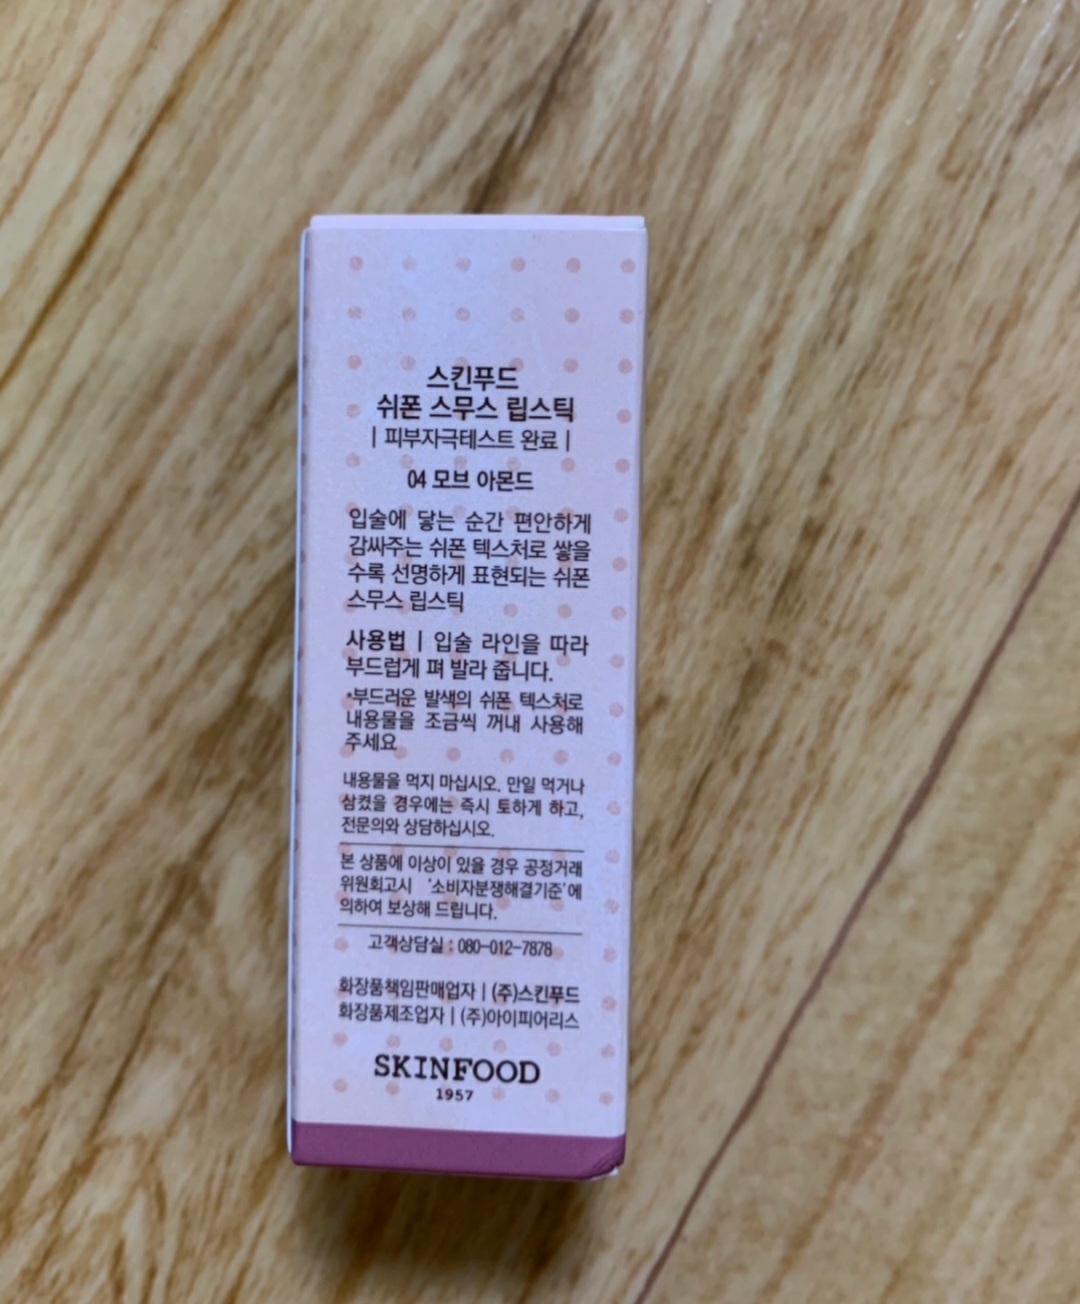 스킨푸드
쉬폰 스무스 립스틱
| 피부자극테스트 완료 |
04 모브 아몬드
입술에 닿는 순간 편안하게
감싸주는 쉬폰 텍스처로 쌓을
수록 선명하게 표현되는 쉬폰
스무스 립스틱
사용법 | 입술 라인을 따라
부드럽게 펴 발라 줍니다.
*부드러운 발색의 쉬폰 텍스처로
내용물을 조금씩 꺼내 사용해
주세요
내용물을 먹지 마십시오. 만일 먹거나
삼켰을 경우에는 즉시 토하게 하고,
전문의와 상담하십시오.
본 상품에 이상이 있을 경우 공정거래
위원회고시 '소비자분쟁해결기준'에
의하여 보상해 드립니다.
고객상담실 : 080-012-7878
화장품책임판매업자 | (주)스킨푸드
화장품제조업자 | (주)아이피어리스
SKINFOOD
1957